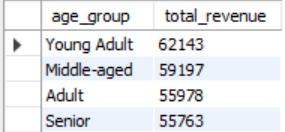 age_group total_revenue
Young Adult 62143
Middle-aged 59197
Adult 55978
Senior 55763